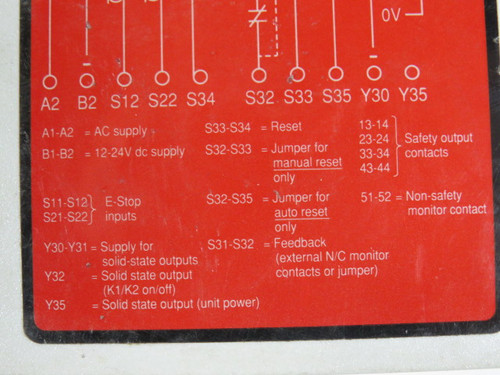 0V
A2 B2 S12 S22 S34 S32 S33 S35 Y30 Y35
A1-A2 = AC supply
B1-B2 = 12-24V dc supply
S11-S12 E-Stop
S21-S22 inputs
Y30-Y31 = Supply for
solid-state outputs
Y32 = Solid state output
(K1/K2 on/off)
Y35 = Solid state output (unit power)
S33-S34 = Reset
S32-S33 = Jumper for
manual reset
only
S32-S35 = Jumper for
auto reset
only
S31-S32 = Feedback
(external N/C monitor
contacts or jumper)
13-14
23-24 Safety output
33-34 contacts
43-44
51-52 = Non-safety
monitor contact